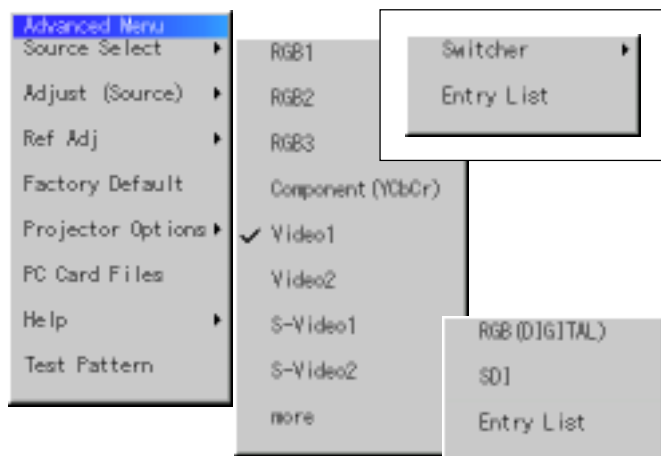 Advanced Menu
Source Select
Adjust (Source)
Ref Adj
Factory Default
Projector Options
PC Card Files
Help
Test Pattern
RGB1
RGB2
RGB3
Component(YCbCr)
Video1
Video2
S-Video1
S-Video2
more
Switcher
Entry List
RGB(DIGITAL)
SDI
Entry List